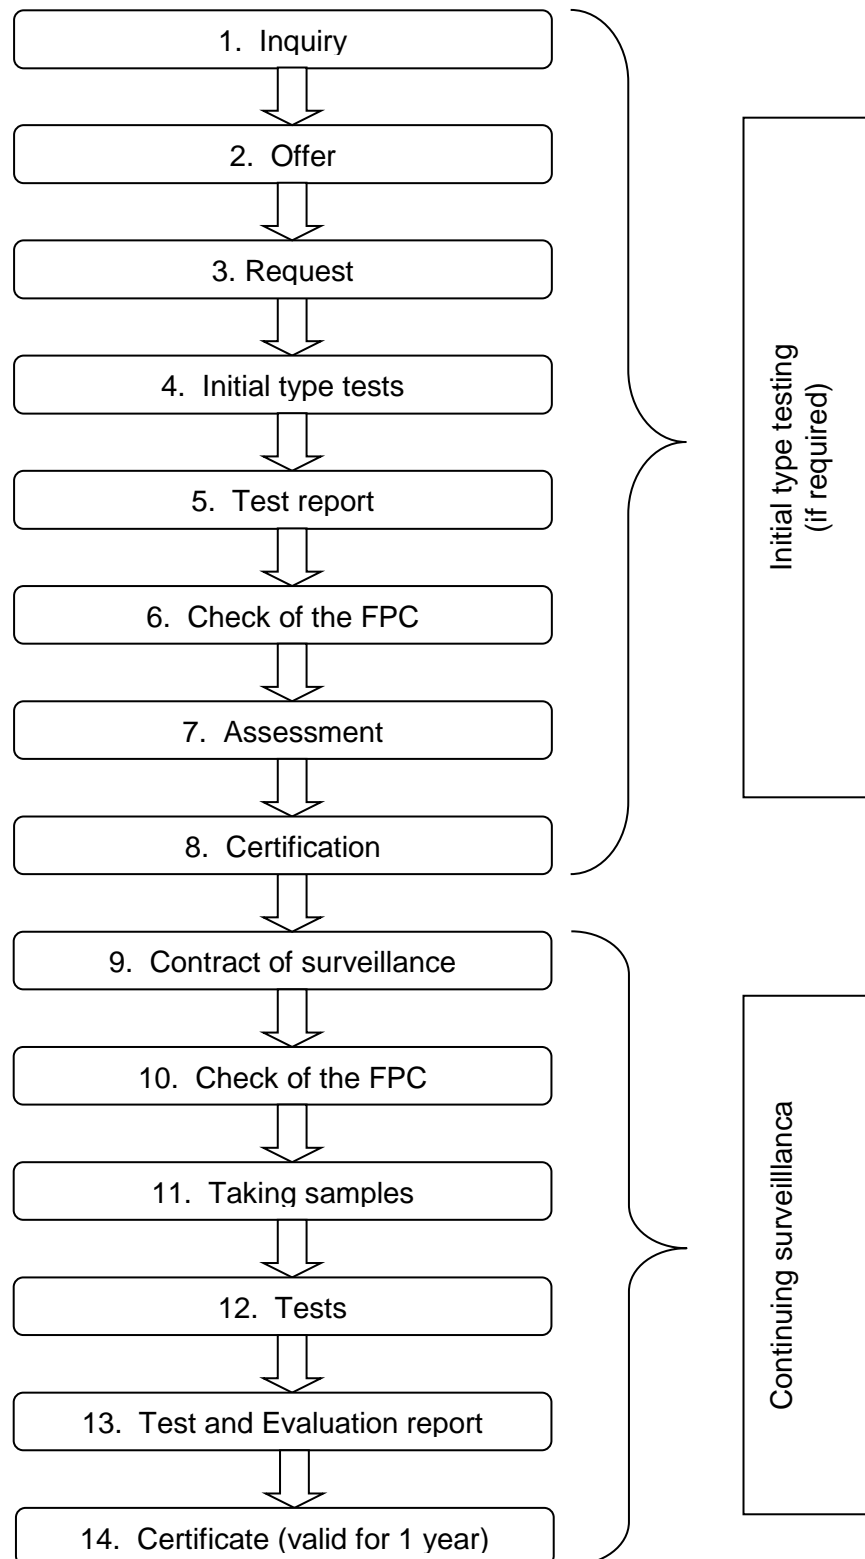 1. Inquiry
2. Offer
3. Request
4. Initial type tests
5. Test report
6. Check of the FPC
7. Assessment
8. Certification
Initial type testing
(if required)
9. Contract of surveillance
10. Check of the FPC
11. Taking samples
12. Tests
13. Test and Evaluation report
14. Certificate (valid for 1 year)
Continuing surveilllanca